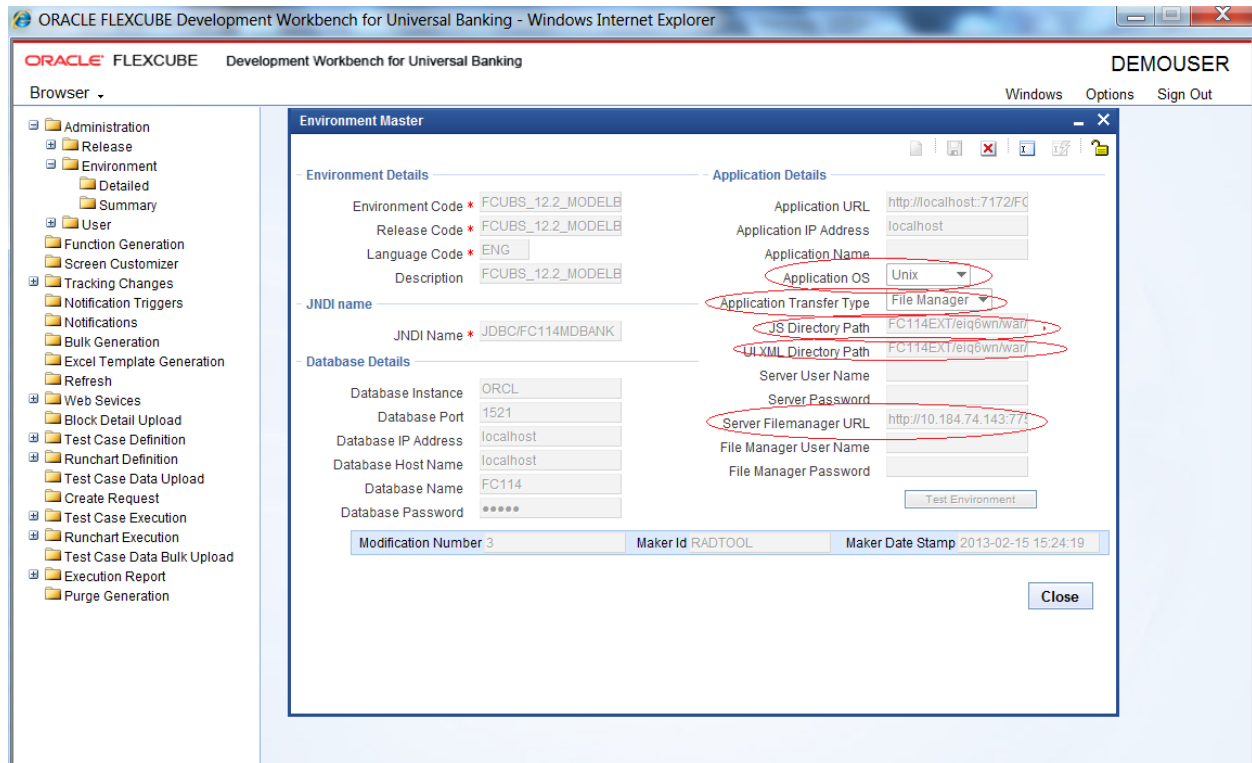 ORACLE FLEXCUBE Development Workbench for Universal Banking - Windows Internet Explorer
ORACLE FLEXCUBE Development Workbench for Universal Banking
DEMOUSER
Browser
Windows Options Sign Out
Administration
Release
Environment
Detailed
Summary
User
Function Generation
Screen Customizer
Tracking Changes
Notification Triggers
Notifications
Bulk Generation
Excel Template Generation
Refresh
Web Sevices
Block Detail Upload
Test Case Definition
Runchart Definition
Test Case Data Upload
Create Request
Test Case Execution
Runchart Execution
Test Case Data Bulk Upload
Execution Report
Purge Generation
Environment Master
Environment Details
Environment Code * FCUBS_12.2_MODELB
Release Code * FCUBS_12.2_MODELB
Language Code * ENG
Description FCUBS_12.2_MODELB
JNDI name
JNDI Name * JDBC/FC114MDBANK
Database Details
Database Instance ORCL
Database Port 1521
Database IP Address localhost
Database Host Name localhost
Database Name FC114
Database Password •••••
Application Details
Application URL http://localhost::7172/FC
Application IP Address localhost
Application Name
Application OS Unix
Application Transfer Type File Manager
JS Directory Path FC114EXT/eiq6wn/war/
UI XML Directory Path FC114EXT/eiq6wn/war/
Server User Name
Server Password
Server Filemanager URL http://10.184.74.143:775
File Manager User Name
File Manager Password
Test Environment
Modification Number 3 Maker Id RADTOOL Maker Date Stamp 2013-02-15 15:24:19
Close